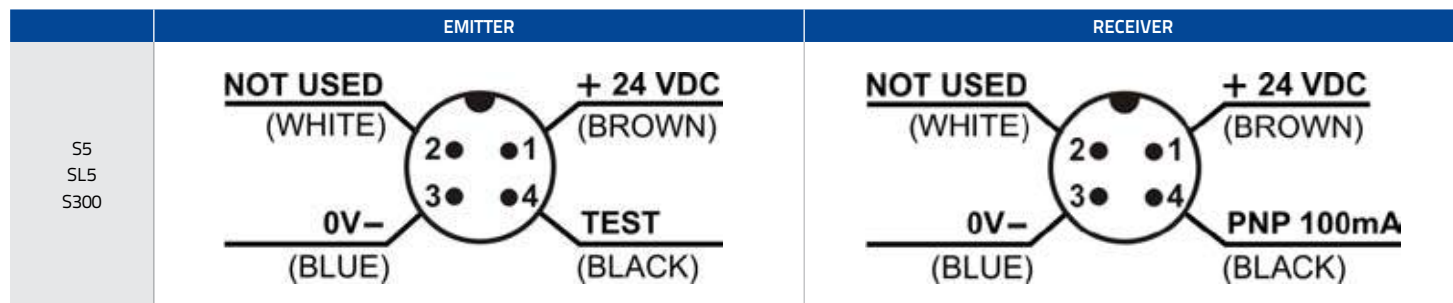 EMITTER
RECEIVER
S5
SL5
S300
NOT USED
(WHITE)
+ 24 VDC
(BROWN)
2 1
3 4
0V–
(BLUE)
TEST
(BLACK)
NOT USED
(WHITE)
+ 24 VDC
(BROWN)
2 1
3 4
0V–
(BLUE)
PNP 100mA
(BLACK)